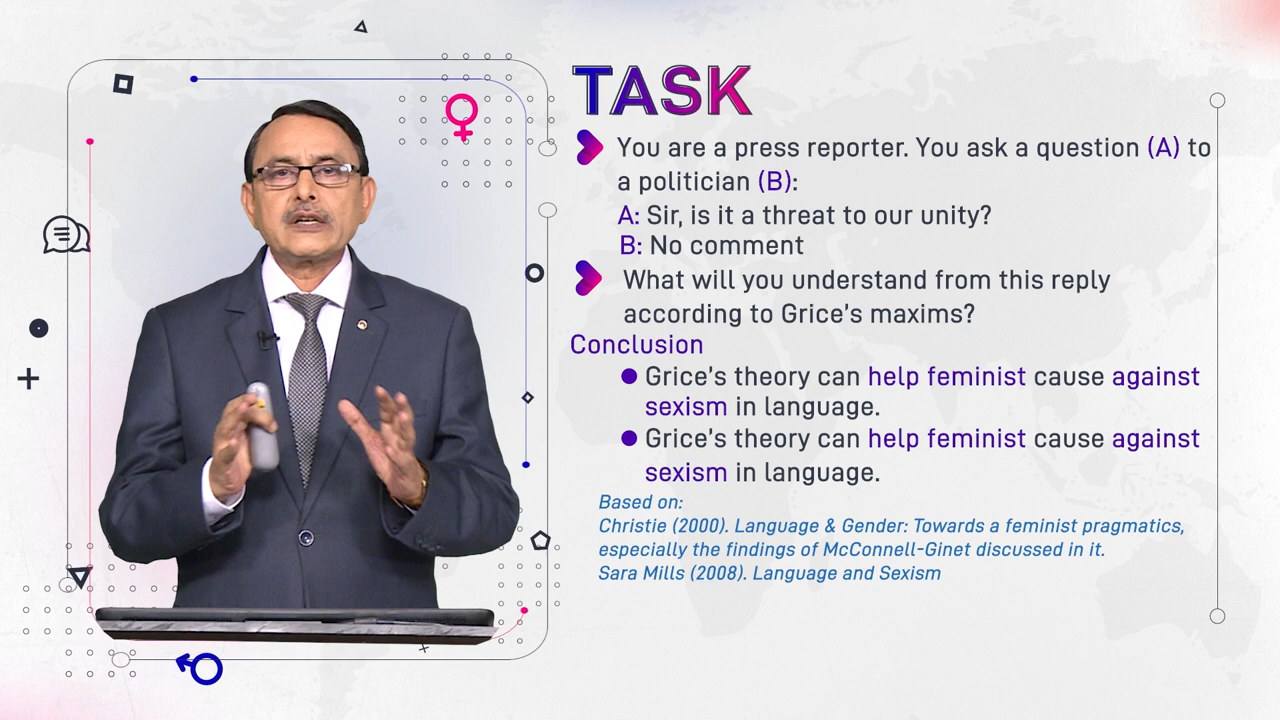 TASK
You are a press reporter. You ask a question (A) to
a politician (B):
A: Sir, is it a threat to our unity?
B: No comment
What will you understand from this reply
according to Grice's maxims?
Conclusion
Grice's theory can help feminist cause against
sexism in language.
Grice's theory can help feminist cause against
sexism in language.
Based on:
Christie (2000). Language & Gender: Towards a feminist pragmatics,
especially the findings of McConnell-Ginet discussed in it.
Sara Mills (2008). Language and Sexism